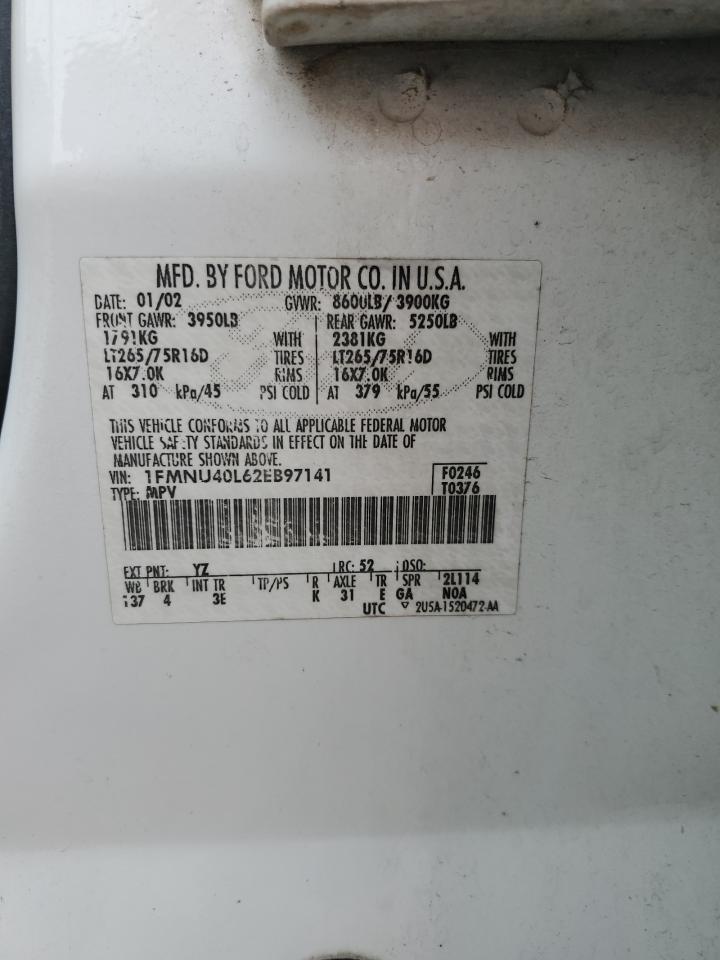 MFD. BY FORD MOTOR CO. IN U.S.A.
DATE: 01/02 GVWR: 8600LB/ 3900KG
FRONT GAWR: 3950LB REAR GAWR: 5250LB
1791KG WITH 2381KG WITH
LT265/75R16D TIRES LT265/75R16D TIRES
16X7.0K RIMS 16X7.0K RIMS
AT 310 kPa/45 PSI COLD AT 379 kPa/55 PSI COLD
THIS VEHICLE CONFORMS TO ALL APPLICABLE FEDERAL MOTOR
VEHICLE SAFETY STANDARDS IN EFFECT ON THE DATE OF
MANUFACTURE SHOWN ABOVE.
VIN: 1FMNU40L62EB97141 F0246
TYPE: MPV T0376
EXT PNT: YZ RC: 52 DSO:
WB BRK INT TR TP/PS R AXLE TR SPR 2L114
137 4 3E K 31 E GA N0A
UTC ▽ 2U5A-1520472-AA